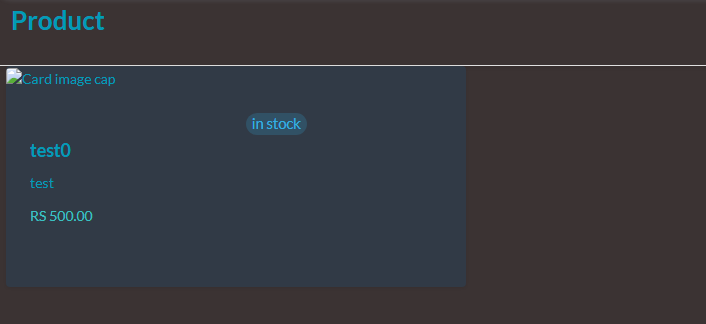 Product
Card image cap
in stock
test0
test
RS 500.00